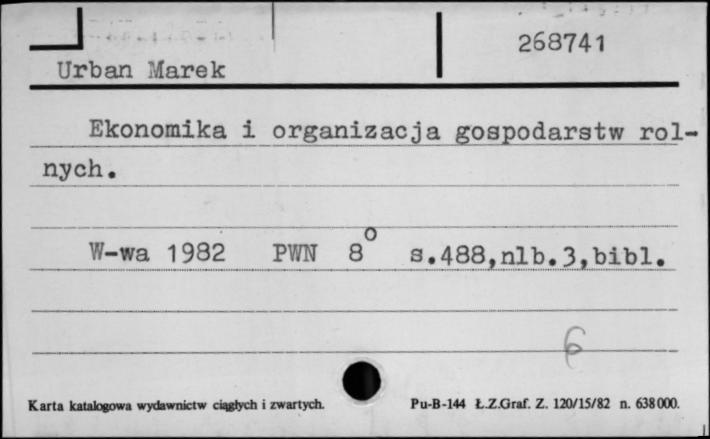 268741
Urban Marek
Ekonomika i organizacja gospodarstw rol-
nych.
W-wa 1982 PWN 8° s.488,nlb.3,bibl.
6
Karta katalogowa wydawnictw ciągłych i zwartych. Pu-B-144 Ł.Z.Graf. Z. 120/15/82 n. 638000.